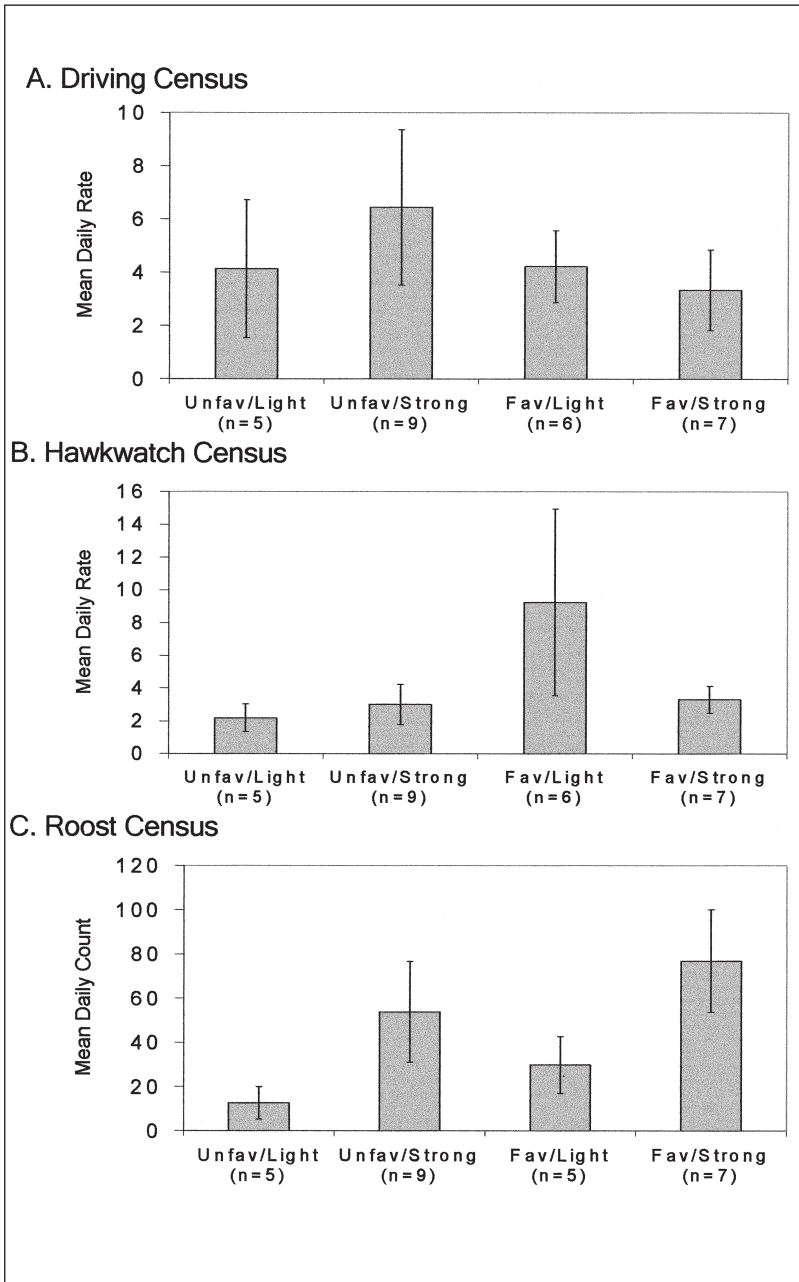 A. Driving Census
Mean Daily Rate
10
8
6
4
2
0
Unfav/Light Unfav/Strong Fav/Light Fav/Strong
(n=5) (n=9) (n=6) (n=7)
B. Hawkwatch Census
Mean Daily Rate
16
14
12
10
8
6
4
2
0
Unfav/Light Unfav/Strong Fav/Light Fav/Strong
(n=5) (n=9) (n=6) (n=7)
C. Roost Census
Mean Daily Count
120
100
80
60
40
20
0
Unfav/Light Unfav/Strong Fav/Light Fav/Strong
(n=5) (n=9) (n=5) (n=7)